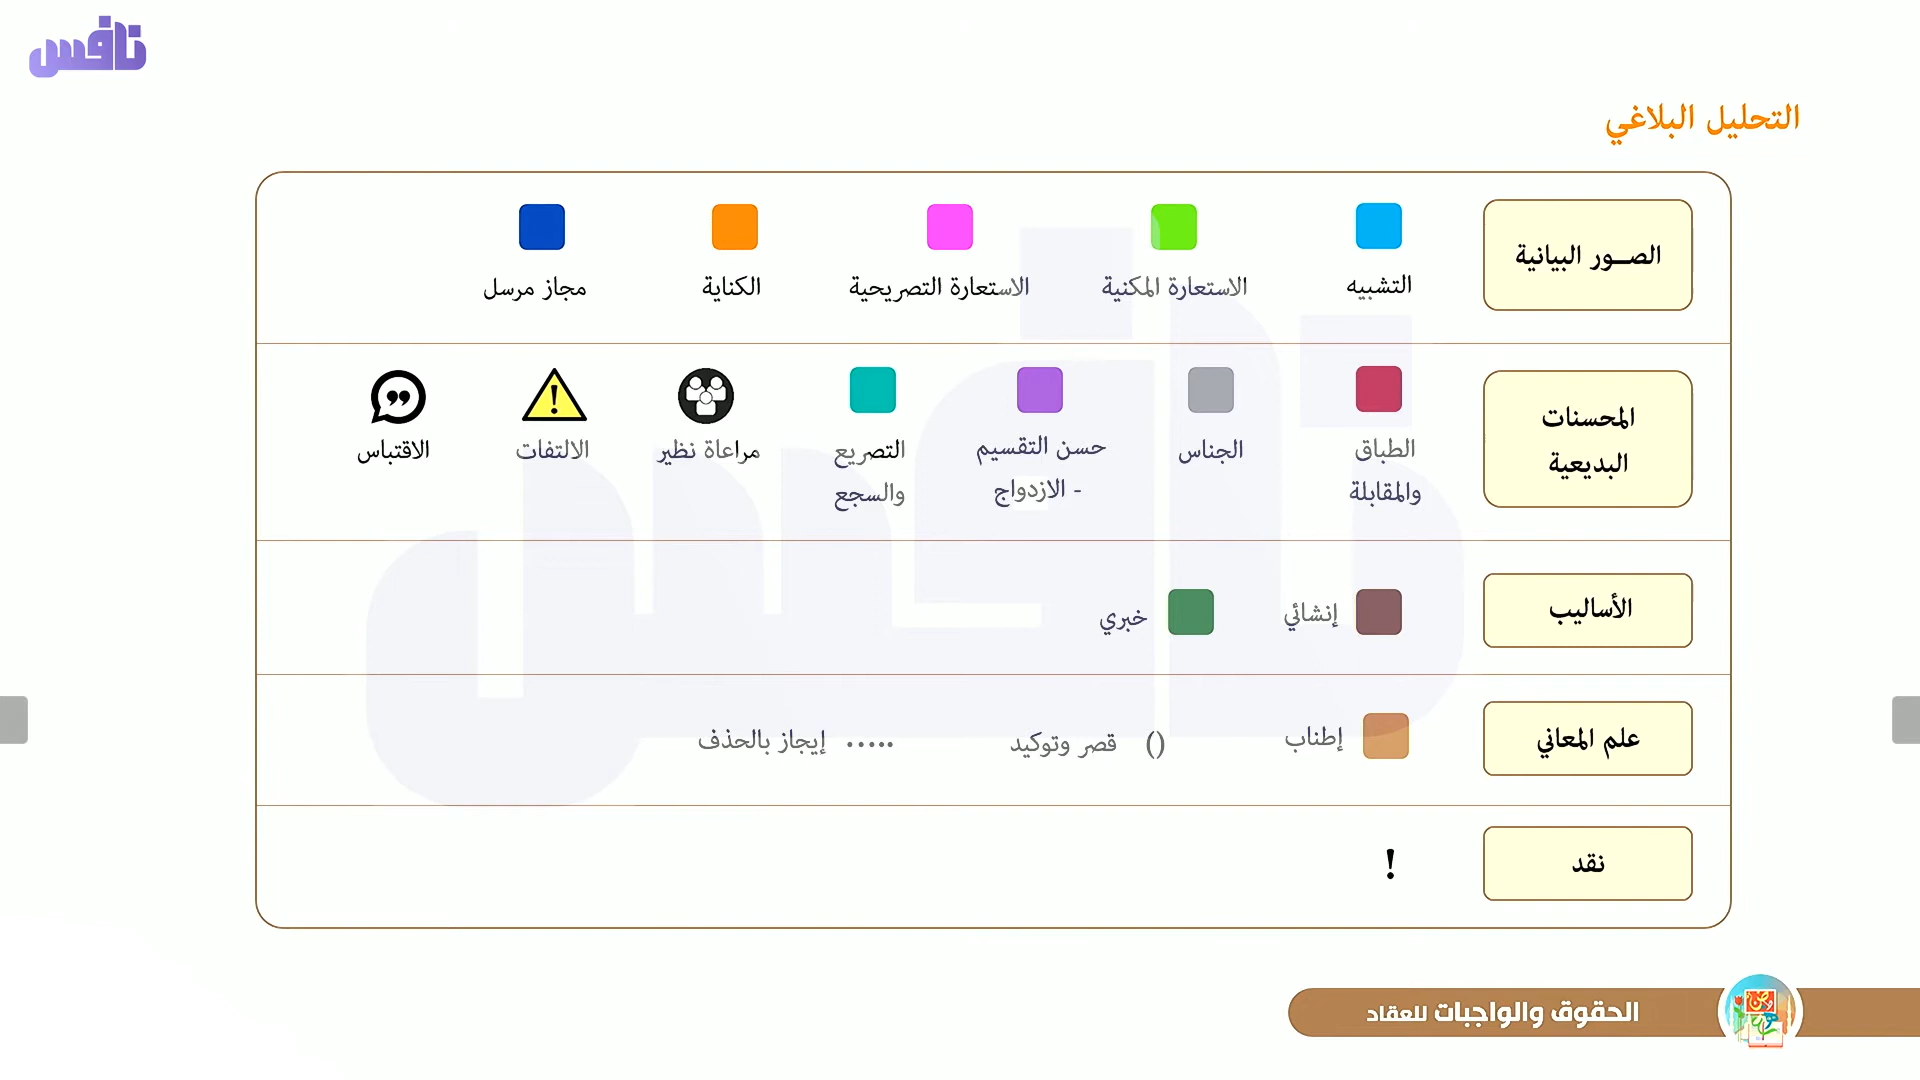 نافس
التحليل البلاغي
الصـور البيانية
التشبيه
الاستعارة المكنية
الاستعارة التصريحية
الكناية
مجاز مرسل
المحسنات
البديعية
الطباق
والمقابلة
الجناس
حسن التقسيم
- الازدواج
التصريع
والسجع
مراعاة نظير
الالتفات
الاقتباس
الأساليب
إنشائي
خبري
علم المعاني
إطناب
() قصر وتوكيد
..... إيجاز بالحذف
نقد
!
الحقوق والواجبات للعقاد